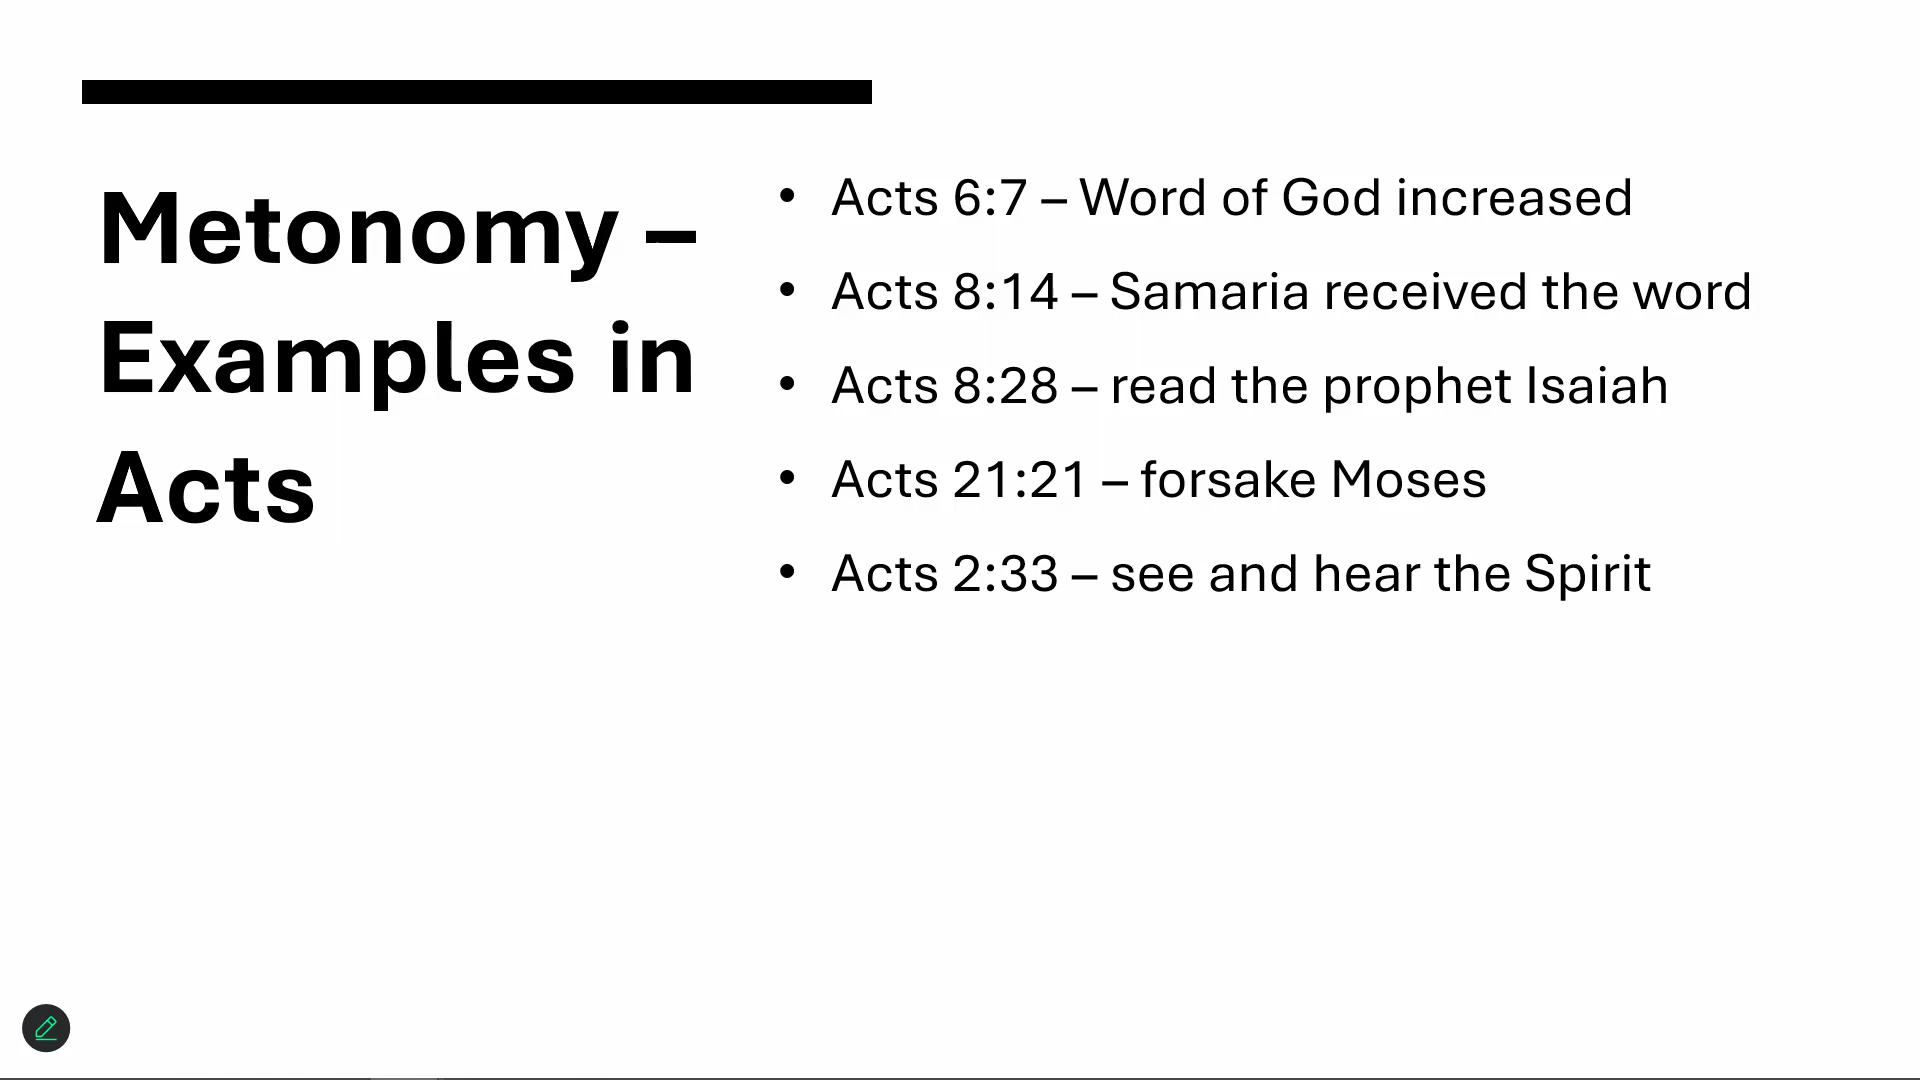 Metonomy –
Examples in
Acts
• Acts 6:7 – Word of God increased
• Acts 8:14 – Samaria received the word
• Acts 8:28 – read the prophet Isaiah
• Acts 21:21 – forsake Moses
• Acts 2:33 – see and hear the Spirit